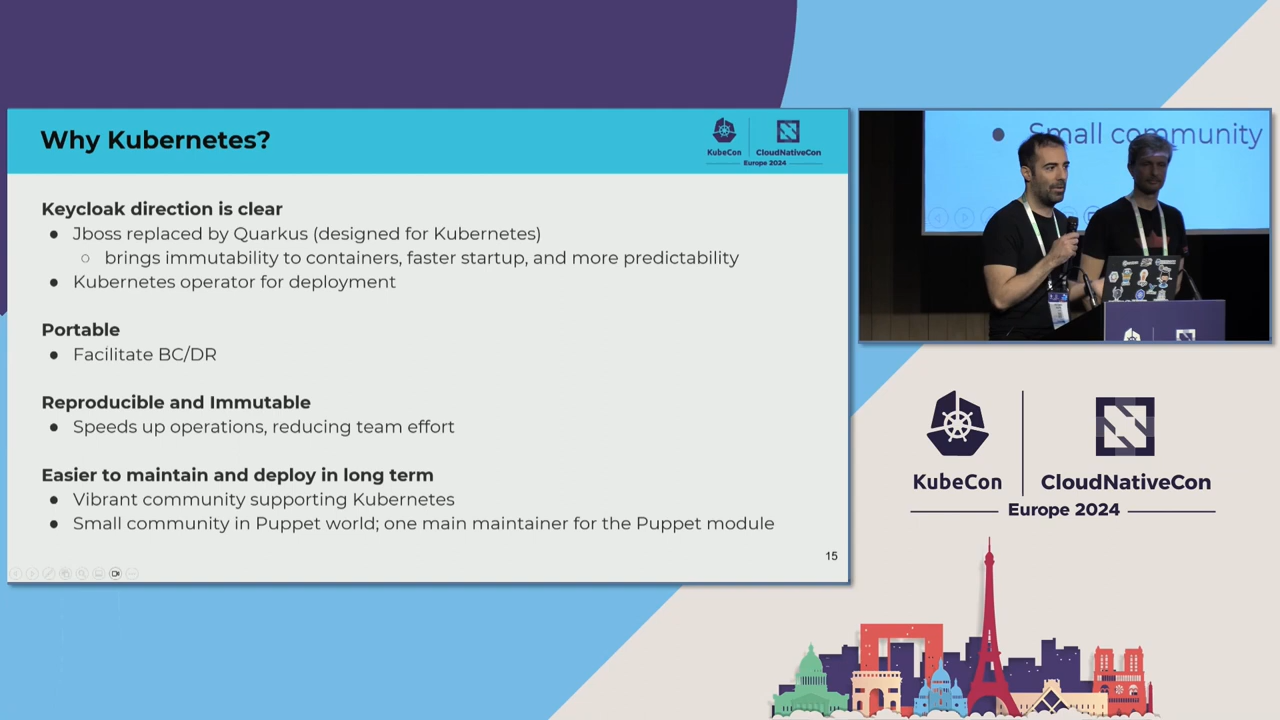 Why Kubernetes?
KubeCon
CloudNativeCon
Europe 2024
Keycloak direction is clear
● Jboss replaced by Quarkus (designed for Kubernetes)
○ brings immutability to containers, faster startup, and more predictability
● Kubernetes operator for deployment
Portable
● Facilitate BC/DR
Reproducible and Immutable
● Speeds up operations, reducing team effort
Easier to maintain and deploy in long term
● Vibrant community supporting Kubernetes
● Small community in Puppet world; one main maintainer for the Puppet module
15
● Small community
KubeCon
CloudNativeCon
Europe 2024